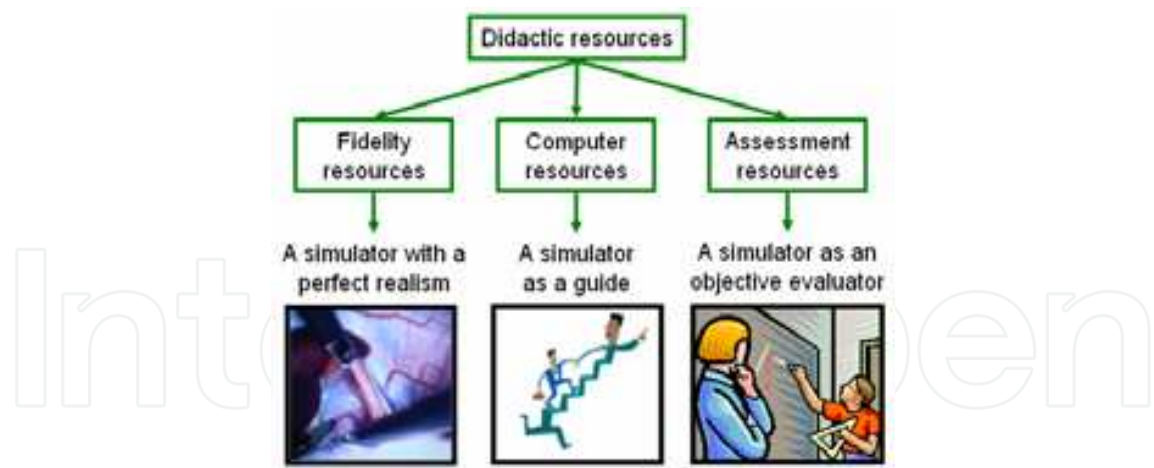 Didactic resources
Fidelity
resources
Computer
resources
Assessment
resources
A simulator with a
perfect realism
A simulator
as a guide
A simulator as an
objective evaluator